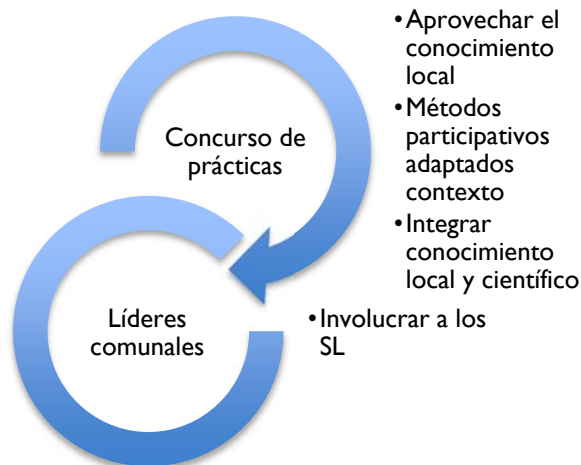 Concurso de
prácticas
•Aprovechar el
conocimiento
local
•Métodos
participativos
adaptados
contexto
•Integrar
conocimiento
local y científico
Líderes
comunales
•Involucrar a los
SL